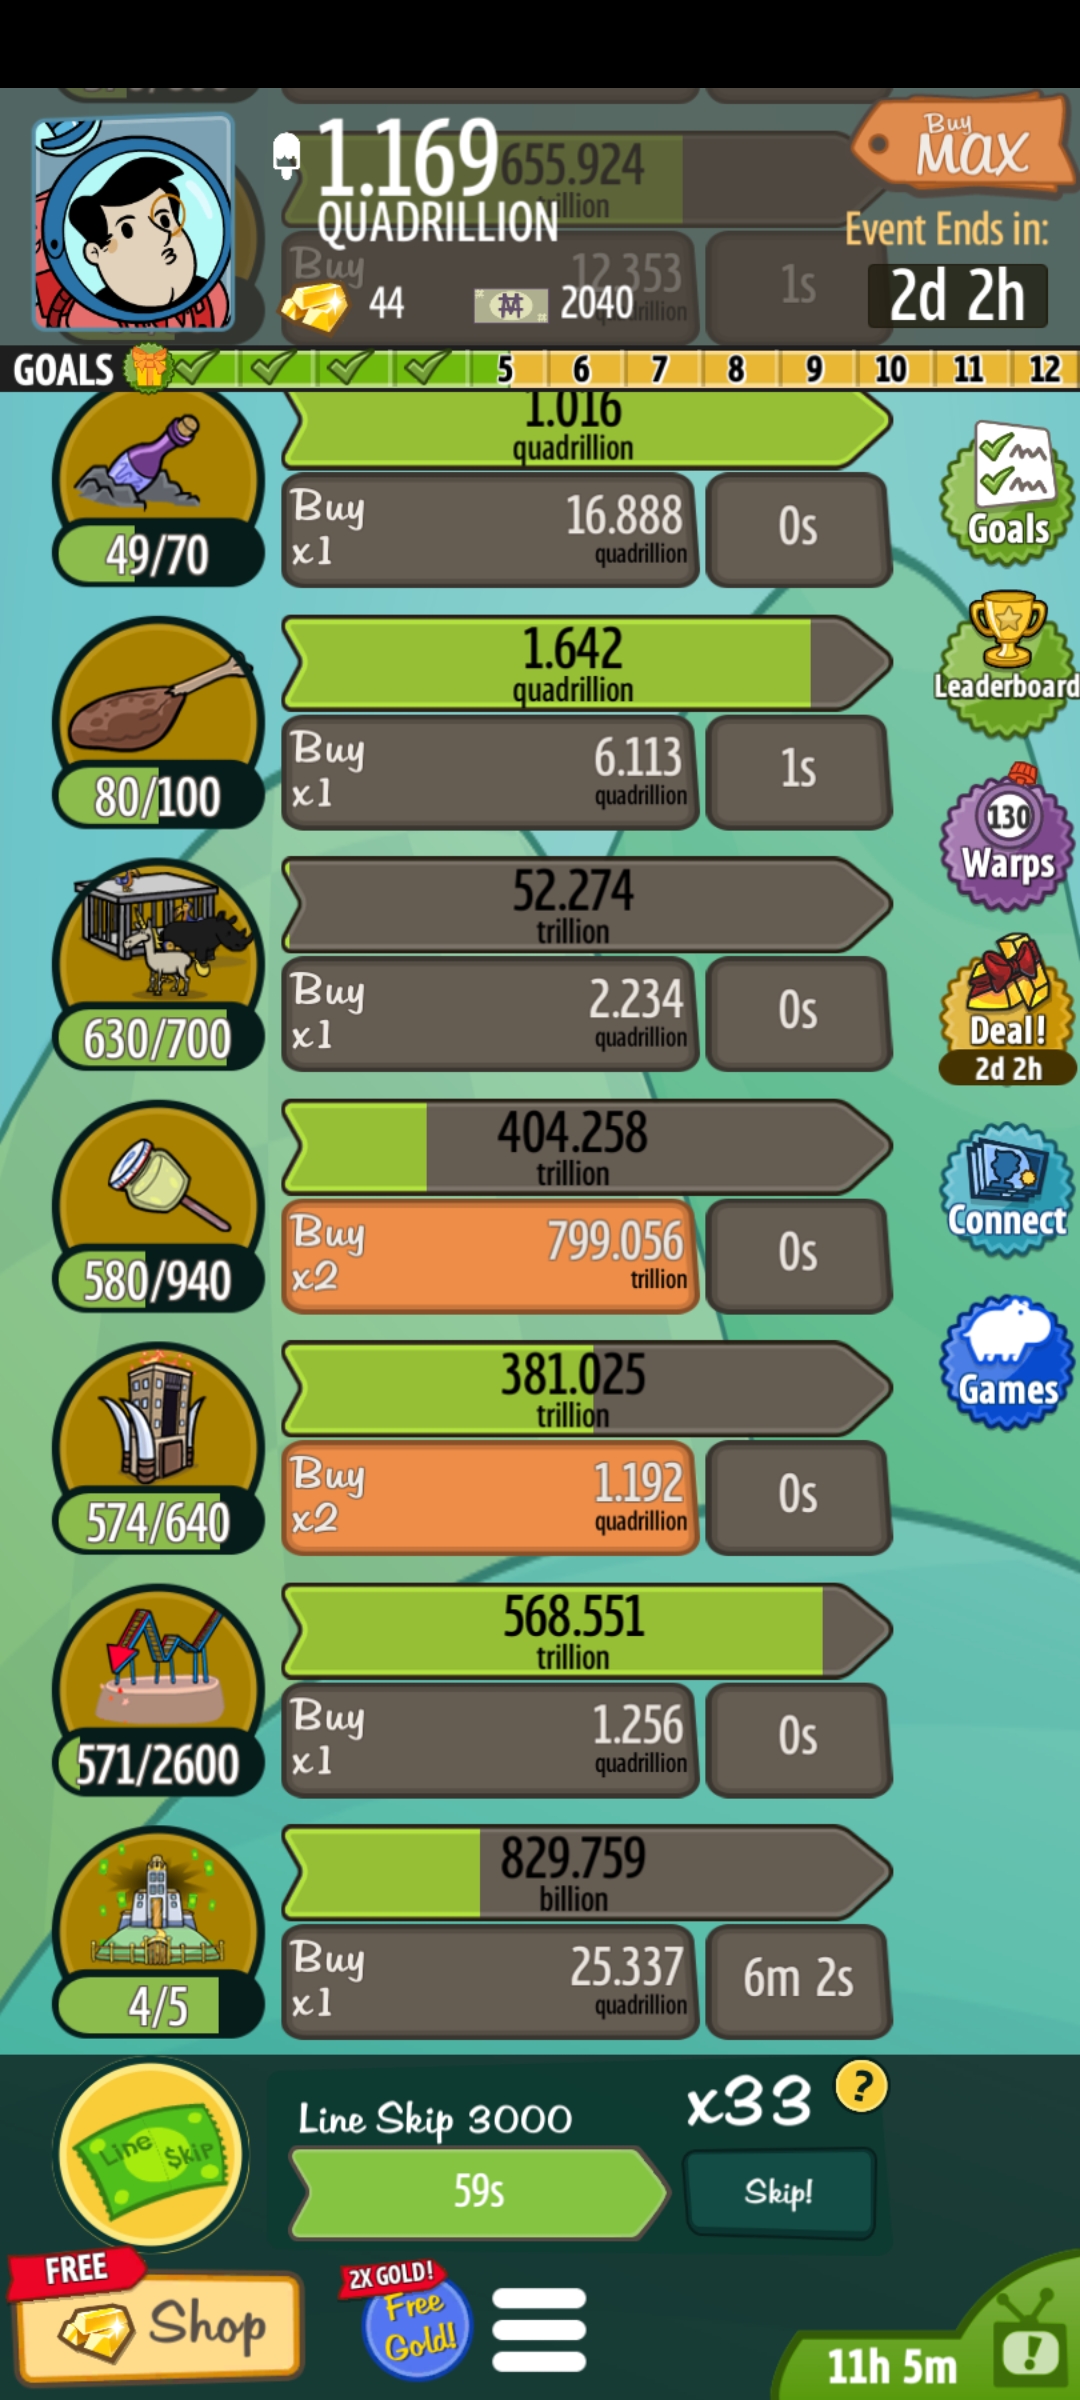 1.169
QUADRILLION
655.924
trillion
Buy
MAX
Event Ends in:
2d 2h
44
2040
Buy
12.353
1s
GOALS
5
6
7
8
9
10
11
12
1.016
quadrillion
Buy
x1
16.888
quadrillion
0s
49/70
Goals
1.642
quadrillion
Buy
x1
6.113
quadrillion
1s
80/100
Leaderboard
52.274
trillion
Buy
x1
2.234
quadrillion
0s
630/700
130
Warps
404.258
trillion
Buy
x2
799.056
trillion
0s
580/940
Deal!
2d 2h
381.025
trillion
Buy
x2
1.192
quadrillion
0s
574/640
Connect
568.551
trillion
Buy
x1
1.256
quadrillion
0s
571/2600
Games
829.759
billion
Buy
x1
25.337
quadrillion
6m 2s
4/5
Line $kip
Line Skip 3000
59s
x33
?
Skip!
FREE
Shop
2X GOLD!
Free
Gold!
11h 5m
!